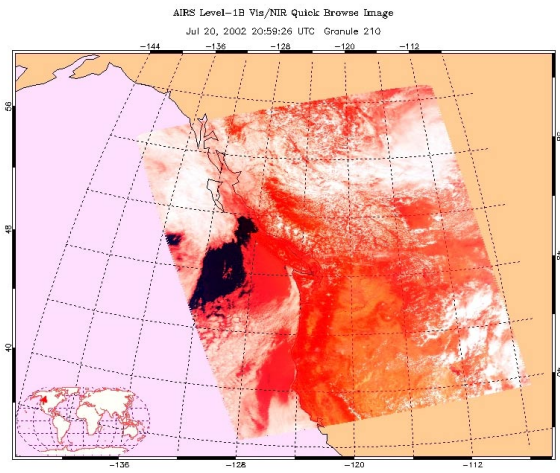 AIRS Level-1B Vis/NIR Quick Browse Image
Jul 20, 2002 20:59:26 UTC Granule 210
-144 -136 -128 -120 -112
56
48
40
-136 -128 -120 -112